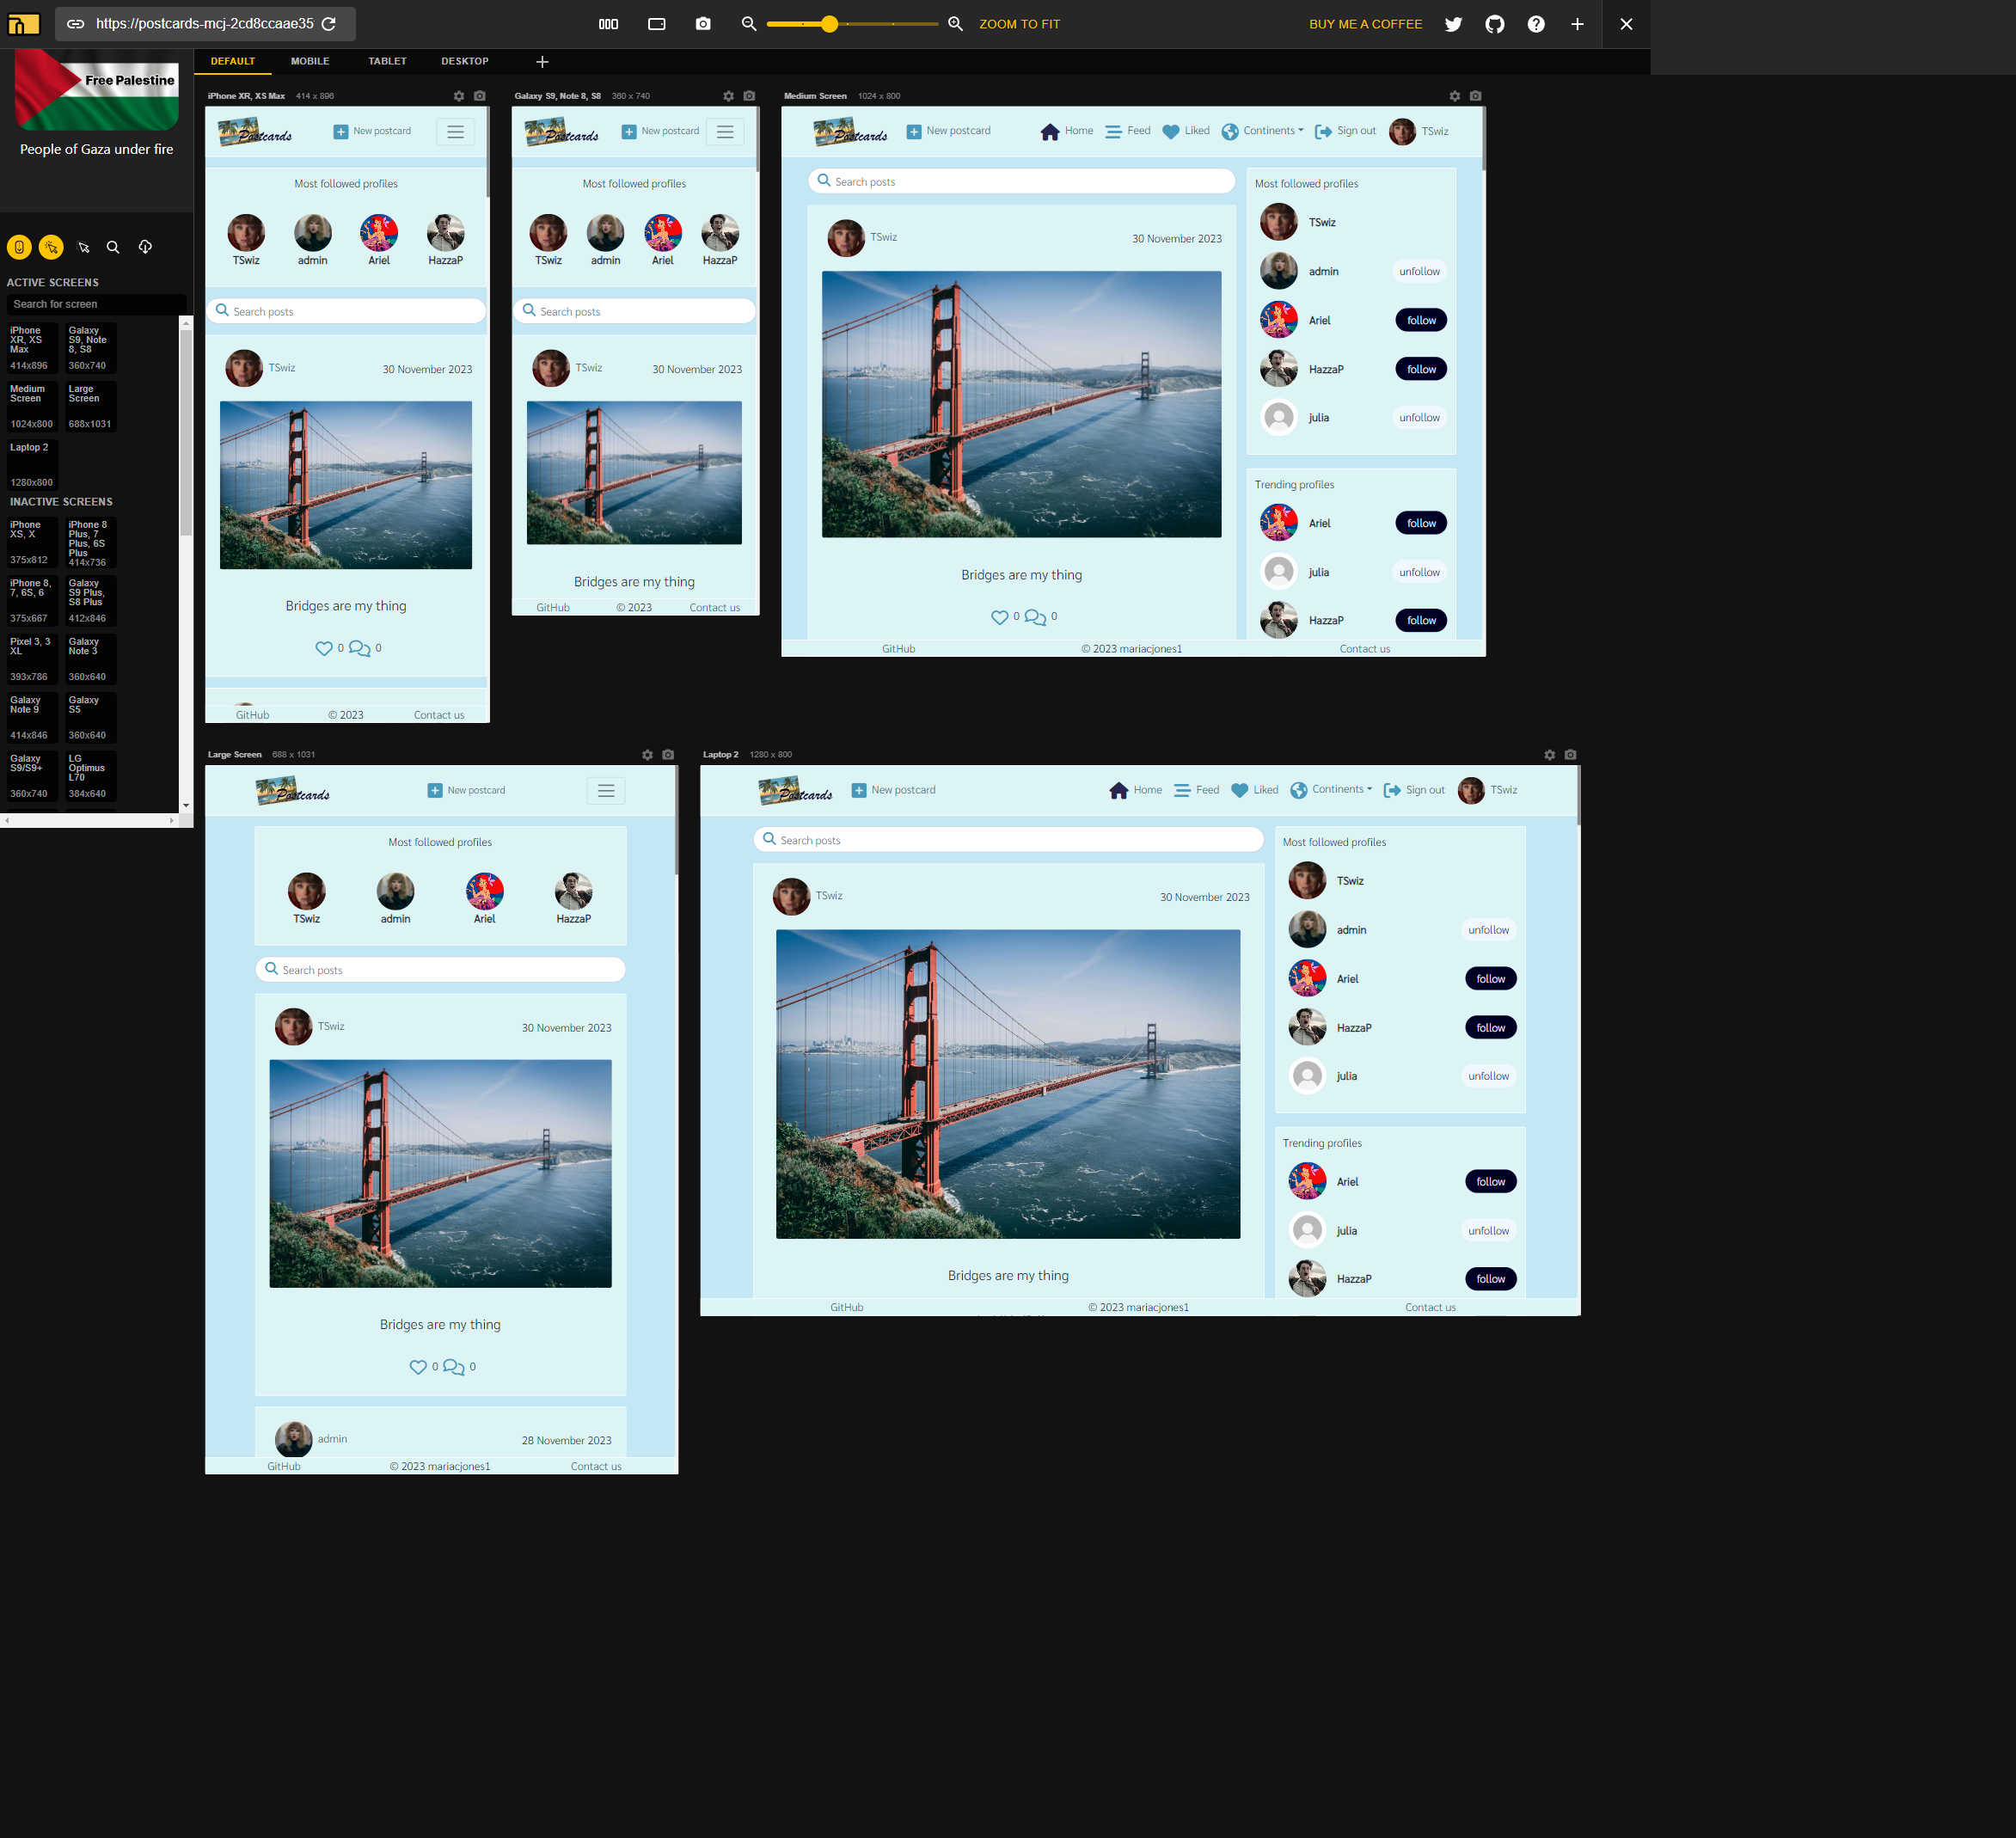 https://postcards-mcj-2cd8ccaae35
ZOOM TO FIT
BUY ME A COFFEE
Free Palestine
People of Gaza under fire
DEFAULT MOBILE TABLET DESKTOP
ACTIVE SCREENS
Search for screen
iPhone XR, XS Max
414x896
Galaxy S9, Note 8, S8
360x740
Medium Screen
1024x800
Large Screen
688x1031
Laptop 2
1280x800
INACTIVE SCREENS
iPhone XS, X
375x812
iPhone 8 Plus, 7 Plus, 6S Plus
414x736
iPhone 8, 7, 6S, 6
375x667
Galaxy S9 Plus, S8 Plus
412x846
Pixel 3, 3 XL
393x786
Galaxy Note 3
360x640
Galaxy Note 9
414x846
Galaxy S5
360x640
Galaxy S9/S9+
360x740
LG Optimus L70
384x640
iPhone XR, XS Max 414 x 896
Postcards
New postcard
Most followed profiles
TSwiz admin Ariel HazzaP
Search posts
TSwiz
30 November 2023
Bridges are my thing
0 0
GitHub © 2023 Contact us
Galaxy S9, Note 8, S8 360 x 740
Postcards
New postcard
Most followed profiles
TSwiz admin Ariel HazzaP
Search posts
TSwiz
30 November 2023
Bridges are my thing
GitHub © 2023 Contact us
Medium Screen 1024 x 800
Postcards
New postcard Home Feed Liked Continents Sign out TSwiz
Search posts
TSwiz
30 November 2023
Bridges are my thing
0 0
Most followed profiles
TSwiz
admin unfollow
Ariel follow
HazzaP follow
julia unfollow
Trending profiles
Ariel follow
julia unfollow
HazzaP follow
GitHub © 2023 mariacjones1 Contact us
Large Screen 688 x 1031
Postcards
New postcard
Most followed profiles
TSwiz admin Ariel HazzaP
Search posts
TSwiz
30 November 2023
Bridges are my thing
0 0
admin
28 November 2023
GitHub © 2023 mariacjones1 Contact us
Laptop 2 1280 x 800
Postcards
New postcard Home Feed Liked Continents Sign out TSwiz
Search posts
TSwiz
30 November 2023
Bridges are my thing
Most followed profiles
TSwiz
admin unfollow
Ariel follow
HazzaP follow
julia unfollow
Trending profiles
Ariel follow
julia unfollow
HazzaP follow
GitHub © 2023 mariacjones1 Contact us